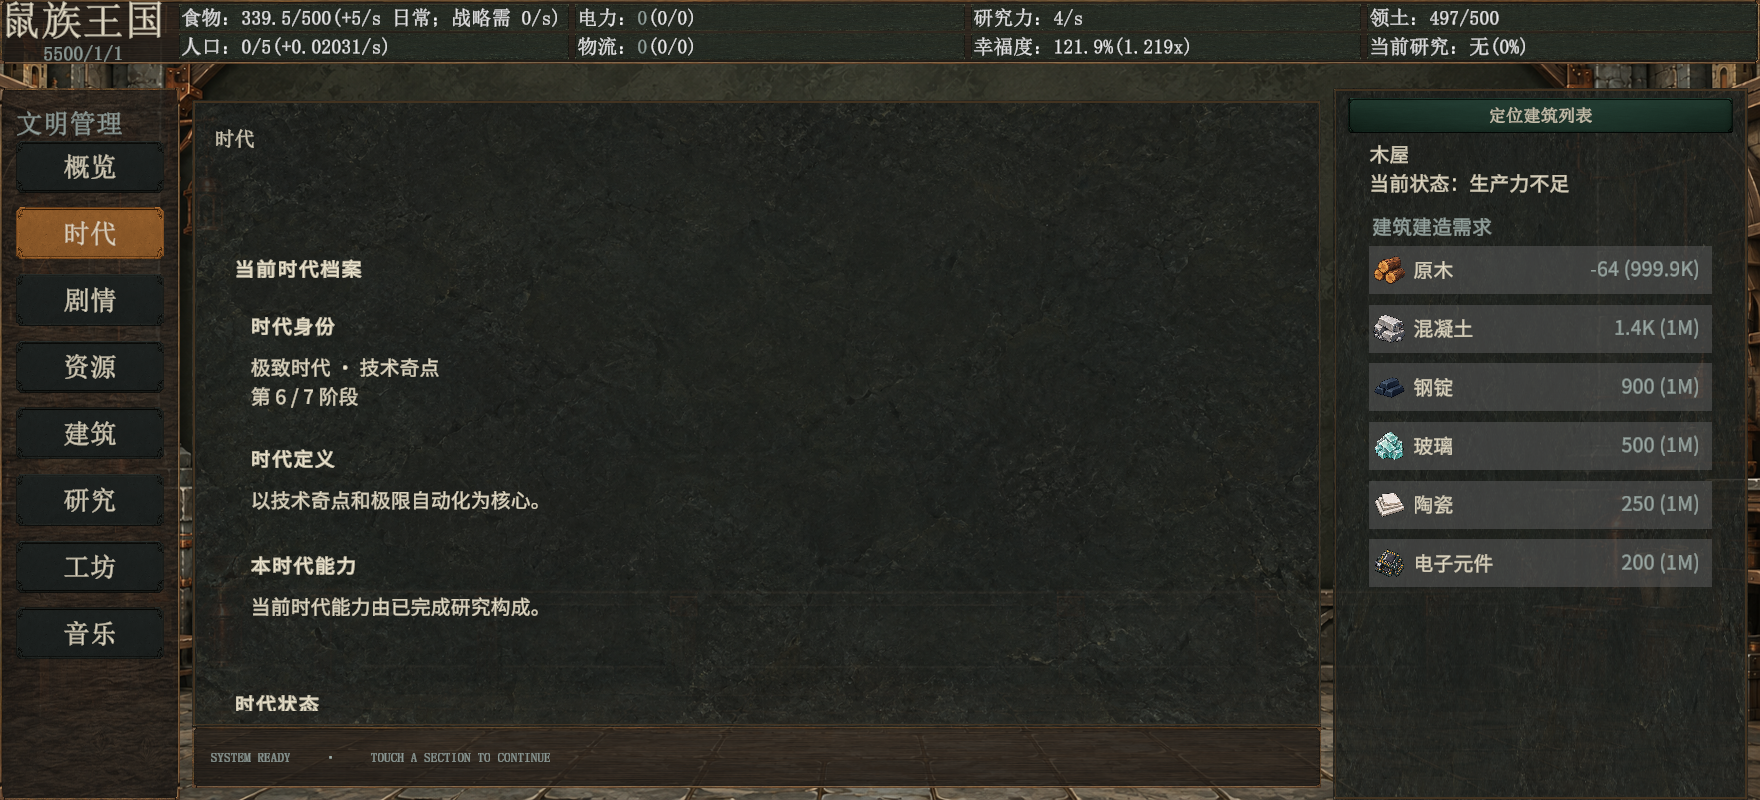 鼠族王国
5500/1/1
食物: 339.5/500(+5/s 日常; 战略需 0/s)
电力: 0(0/0)
研究力: 4/s
领土: 497/500
人口: 0/5(+0.02031/s)
物流: 0(0/0)
幸福度: 121.9%(1.219x)
当前研究: 无(0%)
文明管理
概览
时代
剧情
资源
建筑
研究
工坊
音乐
时代
当前时代档案
时代身份
极致时代 · 技术奇点
第 6 / 7 阶段
时代定义
以技术奇点和极限自动化为核心。
本时代能力
当前时代能力由已完成研究构成。
时代状态
SYSTEM READY · TOUCH A SECTION TO CONTINUE
定位建筑列表
木屋
当前状态: 生产力不足
建筑建造需求
原木 -64 (999.9K)
混凝土 1.4K (1M)
钢锭 900 (1M)
玻璃 500 (1M)
陶瓷 250 (1M)
电子元件 200 (1M)